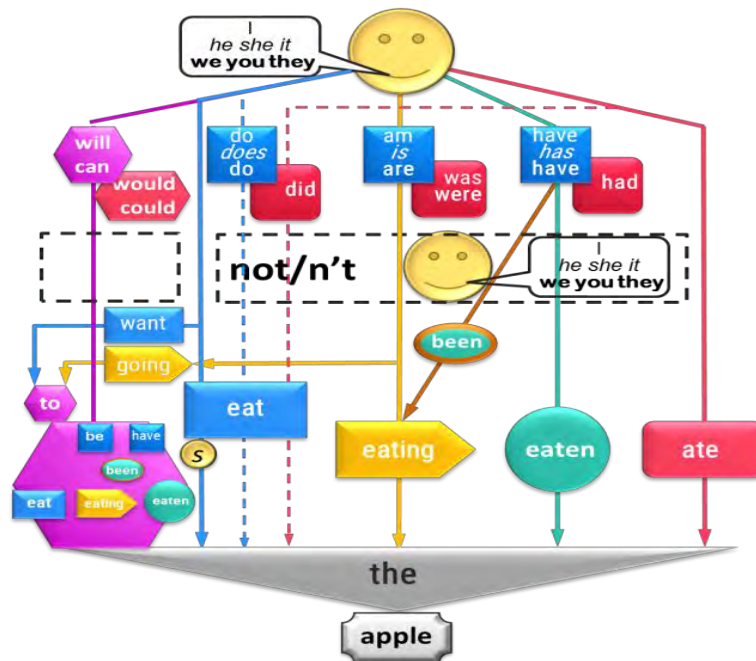 I
he she it
we you they
will
can
would
could
do
does
do
did
am
is
are
was
were
have
has
have
had
not/n't
I
he she it
we you they
want
going
to
been
eat
s
eating
eaten
ate
be
have
been
eat
eating
eaten
the
apple